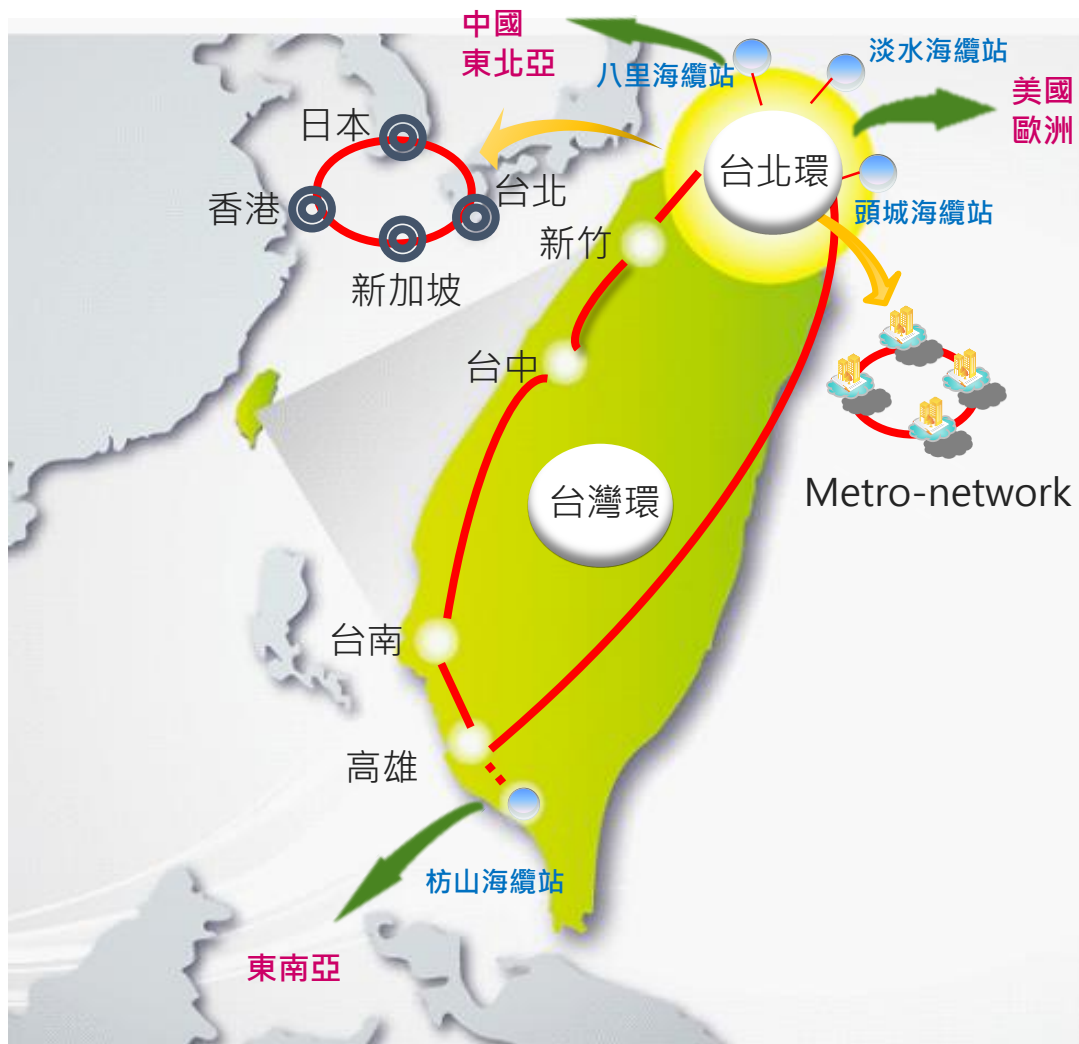 中國
東北亞
八里海纜站
淡水海纜站
美國
歐洲
日本
台北環
香港
台北
頭城海纜站
新竹
新加坡
台中
Metro-network
台灣環
台南
高雄
枋山海纜站
東南亞